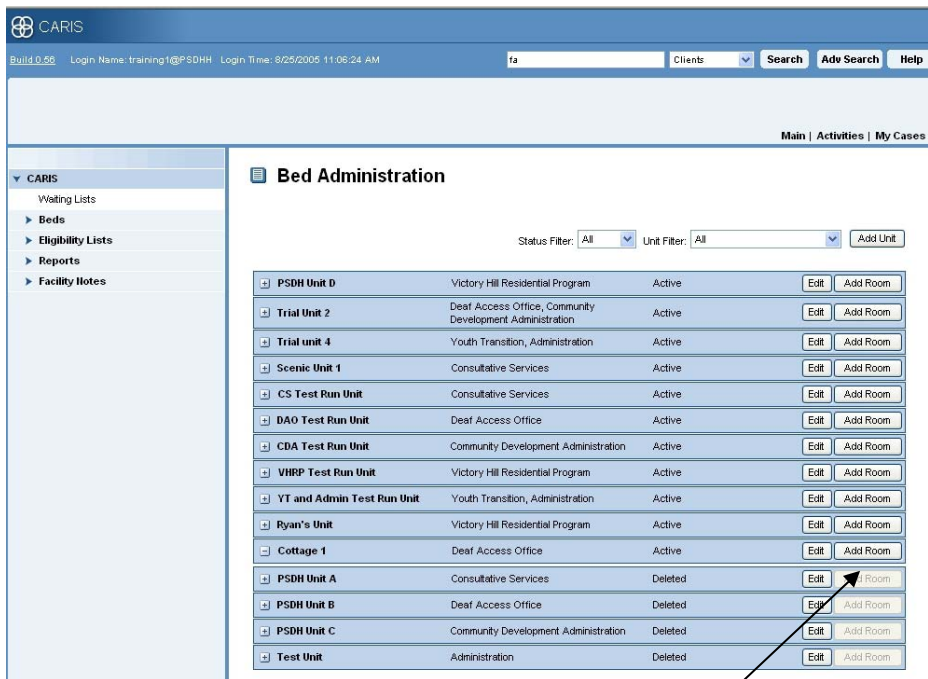 CARIS
Build 0.56 Login Name: training1@PSDHH Login Time: 8/25/2005 11:06:24 AM fa Clients Search Adv Search Help
Main | Activities | My Cases
CARIS
Waiting Lists
Beds
Eligibility Lists
Reports
Facility Notes
Bed Administration
Status Filter: All Unit Filter: All Add Unit
PSDH Unit D Victory Hill Residential Program Active Edit Add Room
Trial Unit 2 Deaf Access Office, Community Development Administration Active Edit Add Room
Trial unit 4 Youth Transition, Administration Active Edit Add Room
Scenic Unit 1 Consultative Services Active Edit Add Room
CS Test Run Unit Consultative Services Active Edit Add Room
DAO Test Run Unit Deaf Access Office Active Edit Add Room
CDA Test Run Unit Community Development Administration Active Edit Add Room
VHRP Test Run Unit Victory Hill Residential Program Active Edit Add Room
YT and Admin Test Run Unit Youth Transition, Administration Active Edit Add Room
Ryan's Unit Victory Hill Residential Program Active Edit Add Room
Cottage 1 Deaf Access Office Active Edit Add Room
PSDH Unit A Consultative Services Deleted Edit Add Room
PSDH Unit B Deaf Access Office Deleted Edit Add Room
PSDH Unit C Community Development Administration Deleted Edit Add Room
Test Unit Administration Deleted Edit Add Room